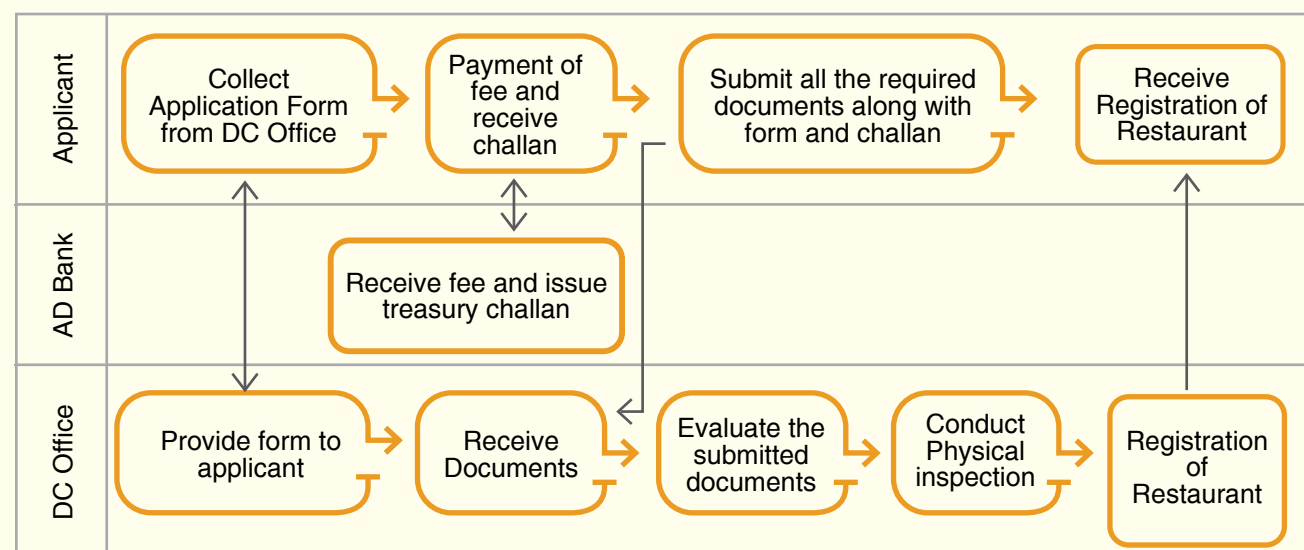 Applicant
Collect
Application Form
from DC Office
Payment of
fee and
receive
challan
Submit all the required
documents along with
form and challan
Receive
Registration of
Restaurant
AD Bank
Receive fee and issue
treasury challan
DC Office
Provide form to
applicant
Receive
Documents
Evaluate the
submitted
documents
Conduct
Physical
inspection
Registration
of
Restaurant